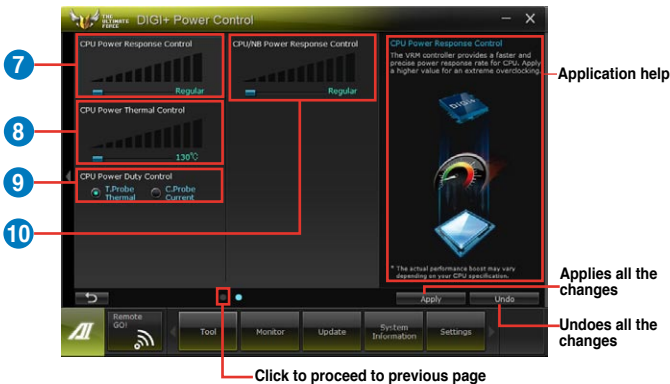 THE
ULTIMATE
FORCE
DIGI+ Power Control
CPU Power Response Control
Regular
CPU/NB Power Response Control
Regular
CPU Power Thermal Control
130℃
CPU Power Duty Control
T.Probe
Thermal
C.Probe
Current
CPU Power Response Control
The VRM controller provides a faster and
precise power response rate for CPU. Apply
a higher value for an extreme overclocking.
DIGI+
* The actual performance boost may vary
depending on your CPU specification.
Apply
Undo
Remote
GO!
Tool
Monitor
Update
System
Information
Settings
7
8
9
10
Application help
Applies all the
changes
Undoes all the
changes
Click to proceed to previous page